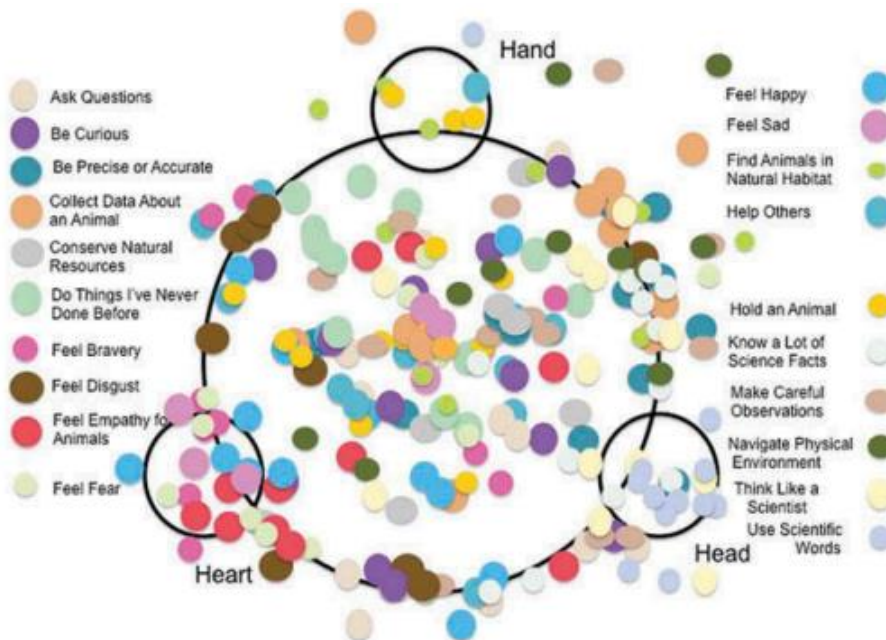 Hand
Ask Questions
Be Curious
Be Precise or Accurate
Collect Data About
an Animal
Conserve Natural
Resources
Do Things I've Never
Done Before
Feel Bravery
Feel Disgust
Feel Empathy fo
Animals
Feel Fear
Feel Happy
Feel Sad
Find Animals in
Natural Habitat
Help Others
Hold an Animal
Know a Lot of
Science Facts
Make Careful
Observations
Navigate Physical
Environment
Think Like a
Scientist
Use Scientific
Words
Heart
Head